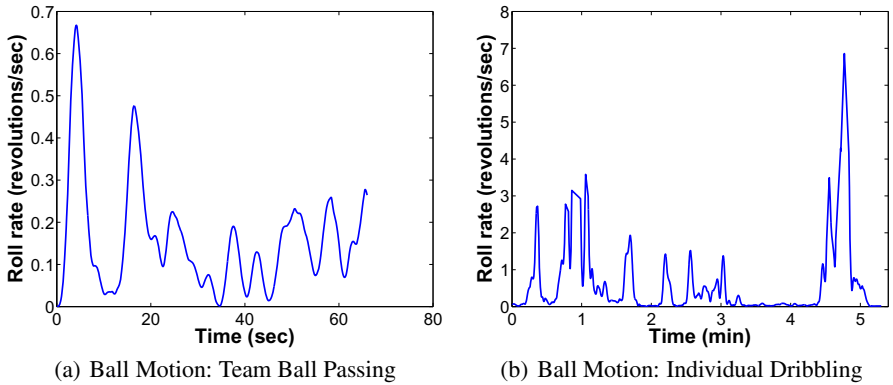 0.7
0.6
0.5
0.4
0.3
0.2
0.1
0
0 20 40 60 80
Roll rate (revolutions/sec)
Time (sec)
(a) Ball Motion: Team Ball Passing
8
7
6
5
4
3
2
1
0
0 1 2 3 4 5
Roll rate (revolutions/sec)
Time (min)
(b) Ball Motion: Individual Dribbling